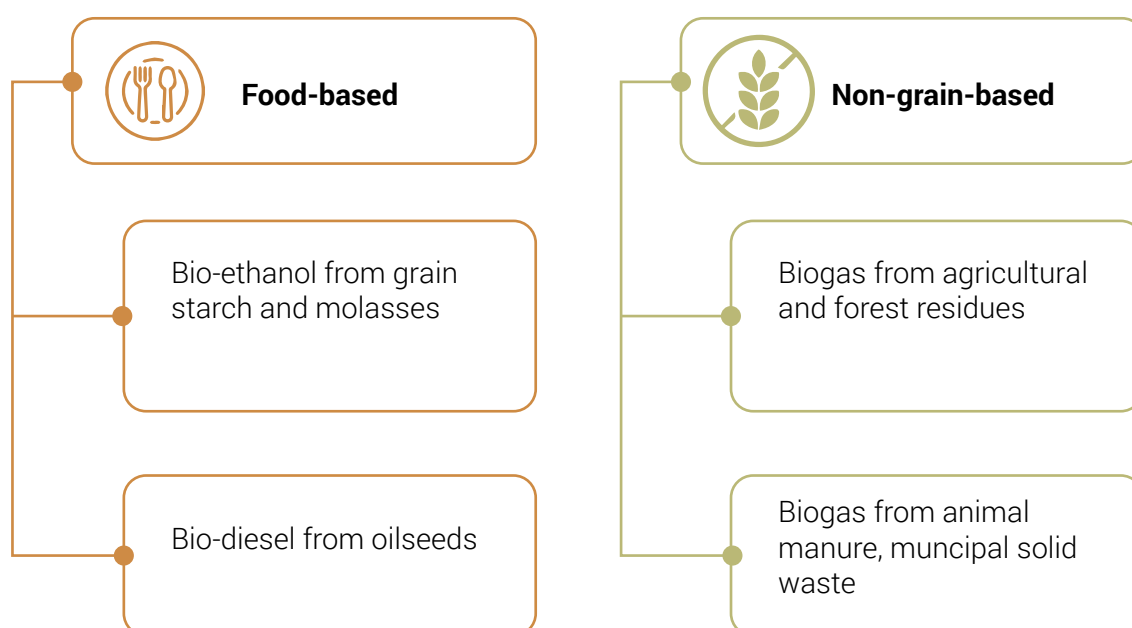 Food-based
Bio-ethanol from grain
starch and molasses
Bio-diesel from oilseeds
Non-grain-based
Biogas from agricultural
and forest residues
Biogas from animal
manure, muncipal solid
waste